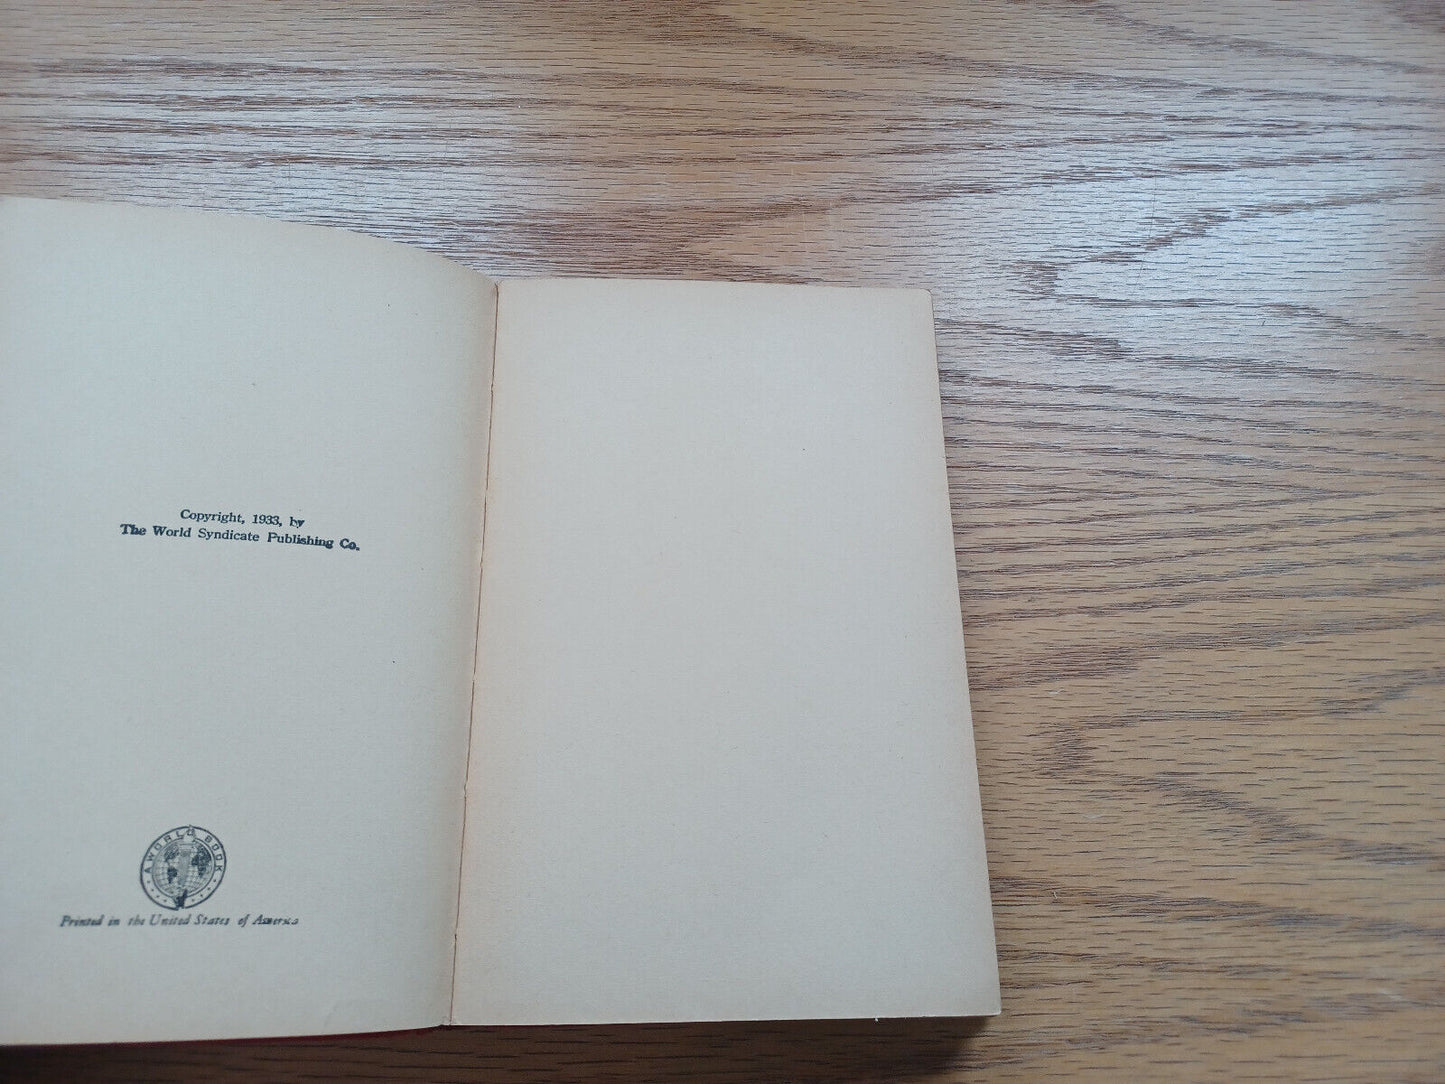 Copyright, 1933, by
The World Syndicate Publishing Co.
A WORLD BOOK
Printed in the United States of America